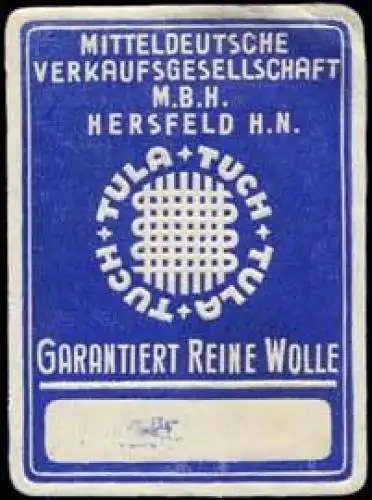 MITTELDEUTSCHE
VERKAUFSGESELLSCHAFT
M.B.H.
HERSFELD H.N.
TULA + TUCH + TULA + TUCH +
GARANTIERT REINE WOLLE